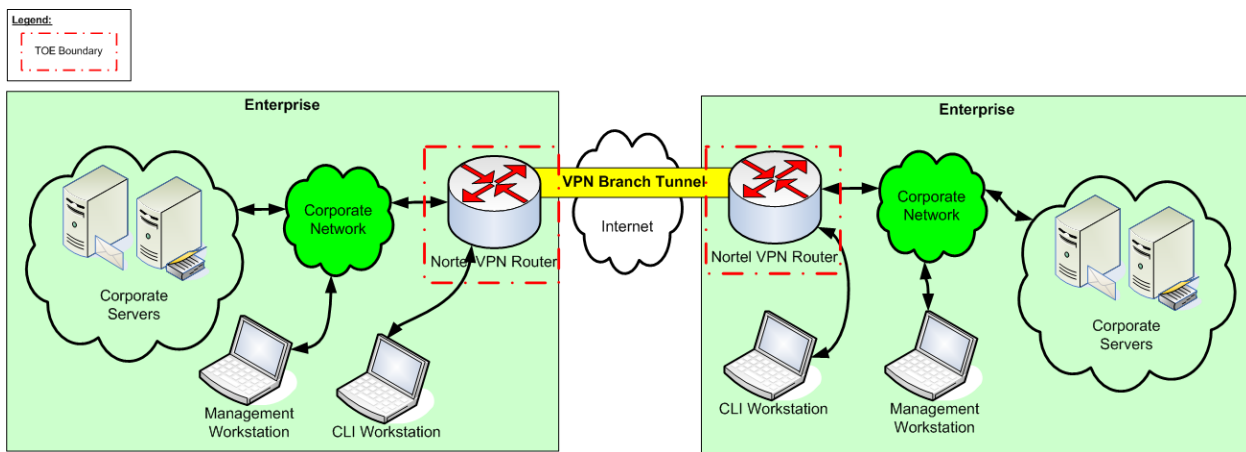 Legend:
TOE Boundary
Enterprise
Enterprise
VPN Branch Tunnel
Internet
Corporate
Network
Nortel VPN Router
Corporate
Servers
Management
Workstation
CLI Workstation
Nortel VPN Router
Corporate
Network
CLI Workstation
Management
Workstation
Corporate
Servers